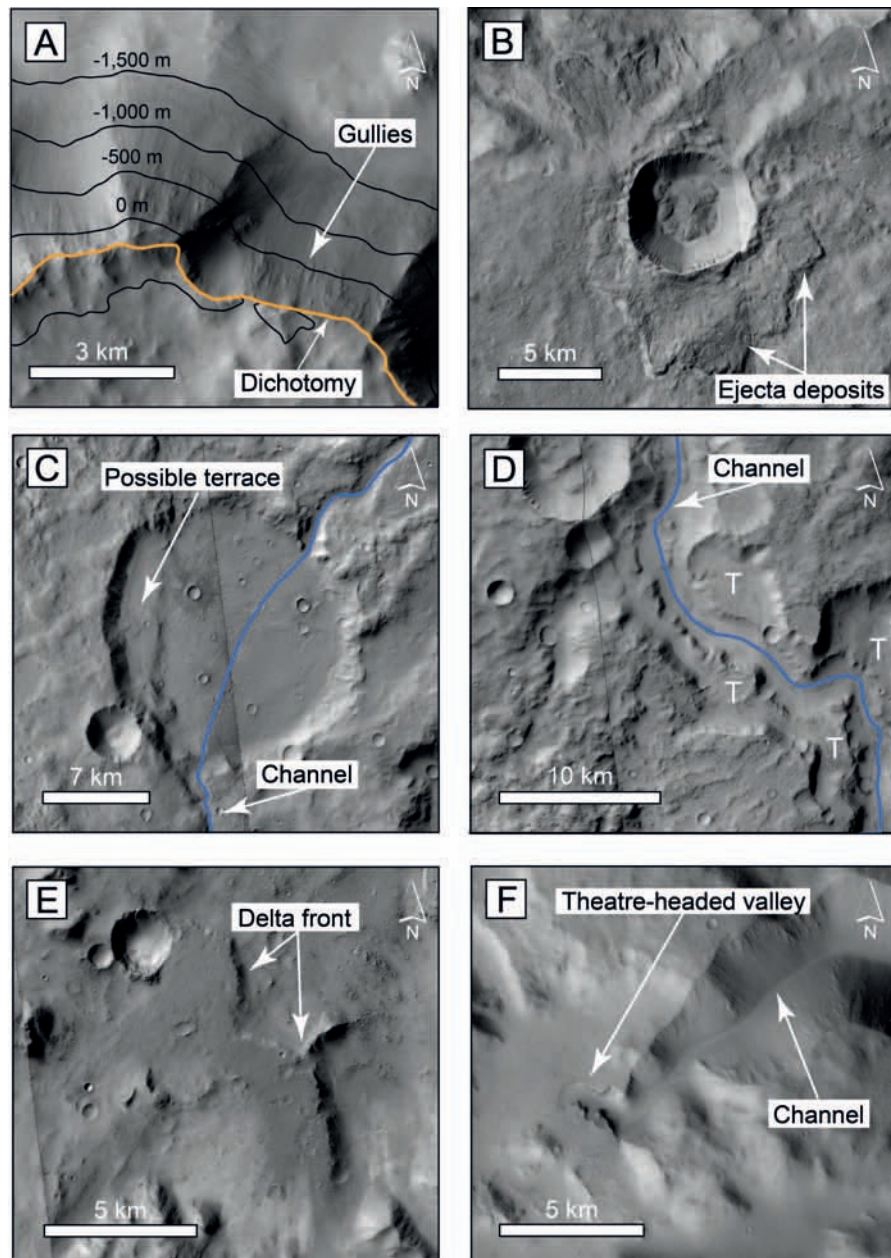 A
N
-1,500 m
-1,000 m
-500 m
0 m
Gullies
3 km
Dichotomy
B
N
5 km
Ejecta deposits
C
N
Possible terrace
Channel
7 km
D
N
Channel
T
T
T
T
10 km
E
N
Delta front
5 km
F
N
Theatre-headed valley
Channel
5 km